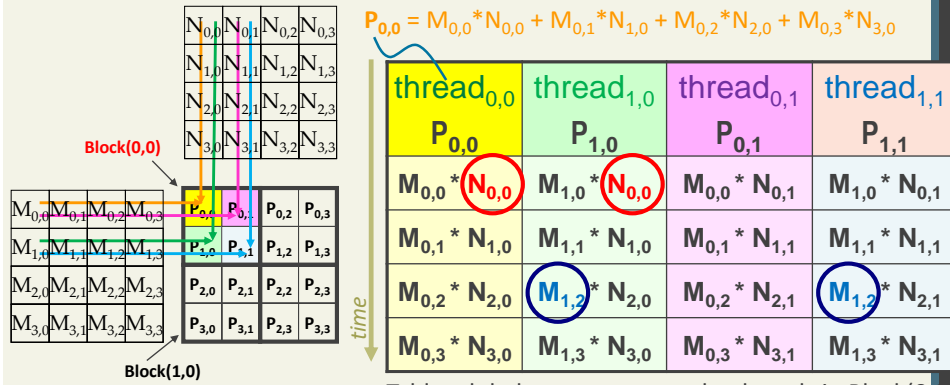 P0,0 = M0,0*N0,0 + M0,1*N1,0 + M0,2*N2,0 + M0,3*N3,0
N0,0 N0,1 N0,2 N0,3
N1,0 N1,1 N1,2 N1,3
N2,0 N2,1 N2,2 N2,3
N3,0 N3,1 N3,2 N3,3
Block(0,0)
M0,0 M0,1 M0,2 M0,3
M1,0 M1,1 M1,2 M1,3
M2,0 M2,1 M2,2 M2,3
M3,0 M3,1 M3,2 M3,3
P0,0 P0,1 P0,2 P0,3
P1,0 P1,1 P1,2 P1,3
P2,0 P2,1 P2,2 P2,3
P3,0 P3,1 P2,3 P3,3
Block(1,0)
time
thread0,0 thread1,0 thread0,1 thread1,1
P0,0 P1,0 P0,1 P1,1
M0,0 * N0,0 M1,0 * N0,0 M0,0 * N0,1 M1,0 * N0,1
M0,1 * N1,0 M1,1 * N1,0 M0,1 * N1,1 M1,1 * N1,1
M0,2 * N2,0 M1,2 * N2,0 M0,2 * N2,1 M1,2 * N2,1
M0,3 * N3,0 M1,3 * N3,0 M0,3 * N3,1 M1,3 * N3,1